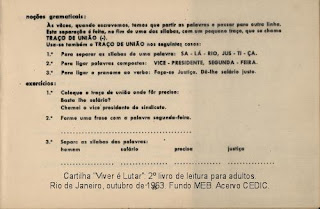 noções gramaticais:
Às vêzes, quando escrevemos, temos que partir as palavras e passar para outra linha.
Esta separação é feita, no fim de uma das sílabas, com um pequeno traço, que se chama
TRAÇO DE UNIÃO (-).
Usa-se também o TRAÇO DE UNIÃO nos seguintes casos:
1.º Para separar as sílabas de uma palavra: SA - LÁ - RIO, JUS - TI - ÇA.
2.º Para ligar palavras compostas: VICE - PRESIDENTE, SEGUNDA - FEIRA.
3.º Para ligar o pronome ao verbo: Faça-se justiça. Dê-lhe salário justo.
exercícios:
1.º Coloque o traço de união onde fôr preciso:
Basta lhe salário?
Chamei o vice presidente do sindicato.
2.º Forme uma frase com a palavra segunda-feira.
3.º Separe as sílabas das palavras:
homem salário precisa justiça
Cartilha "Viver é Lutar": 2º livro de leitura para adultos.
Rio de Janeiro, outubro de 1963. Fundo MEB. Acervo CEDIC.